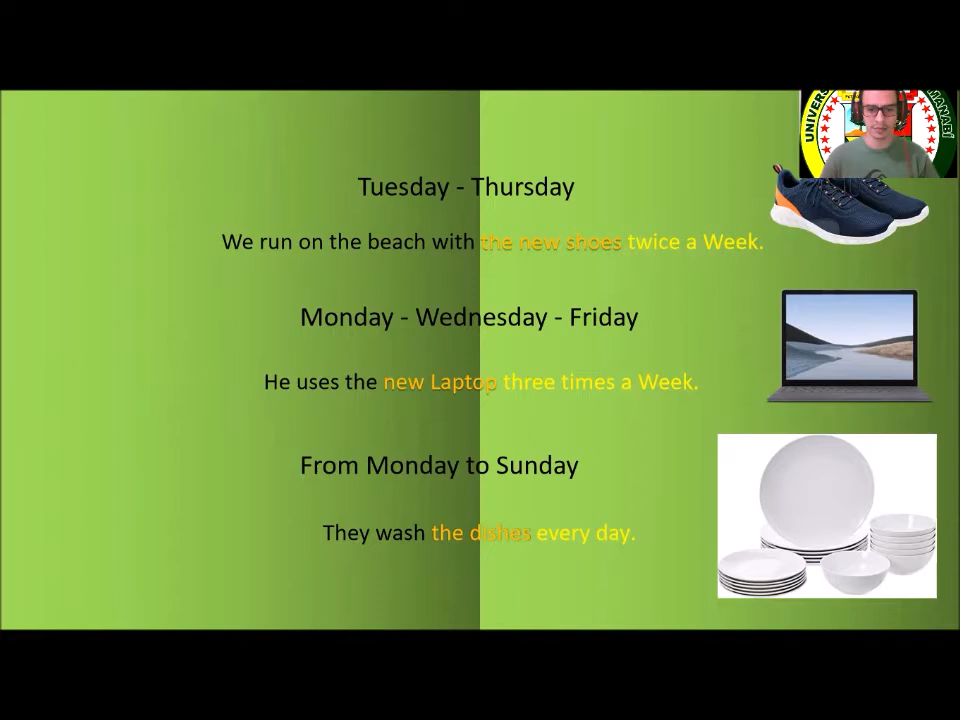 Tuesday - Thursday
We run on the beach with the new shoes twice a Week.
Monday - Wednesday - Friday
He uses the new Laptop three times a Week.
From Monday to Sunday
They wash the dishes every day.